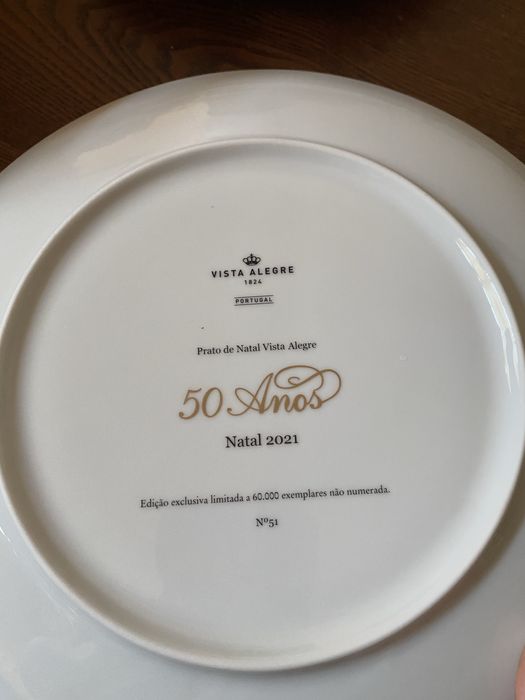 VISTA ALEGRE
1824
PORTUGAL
Prato de Natal Vista Alegre
50 Anos
Natal 2021
Edição exclusiva limitada a 60.000 exemplares não numerada.
Nº51